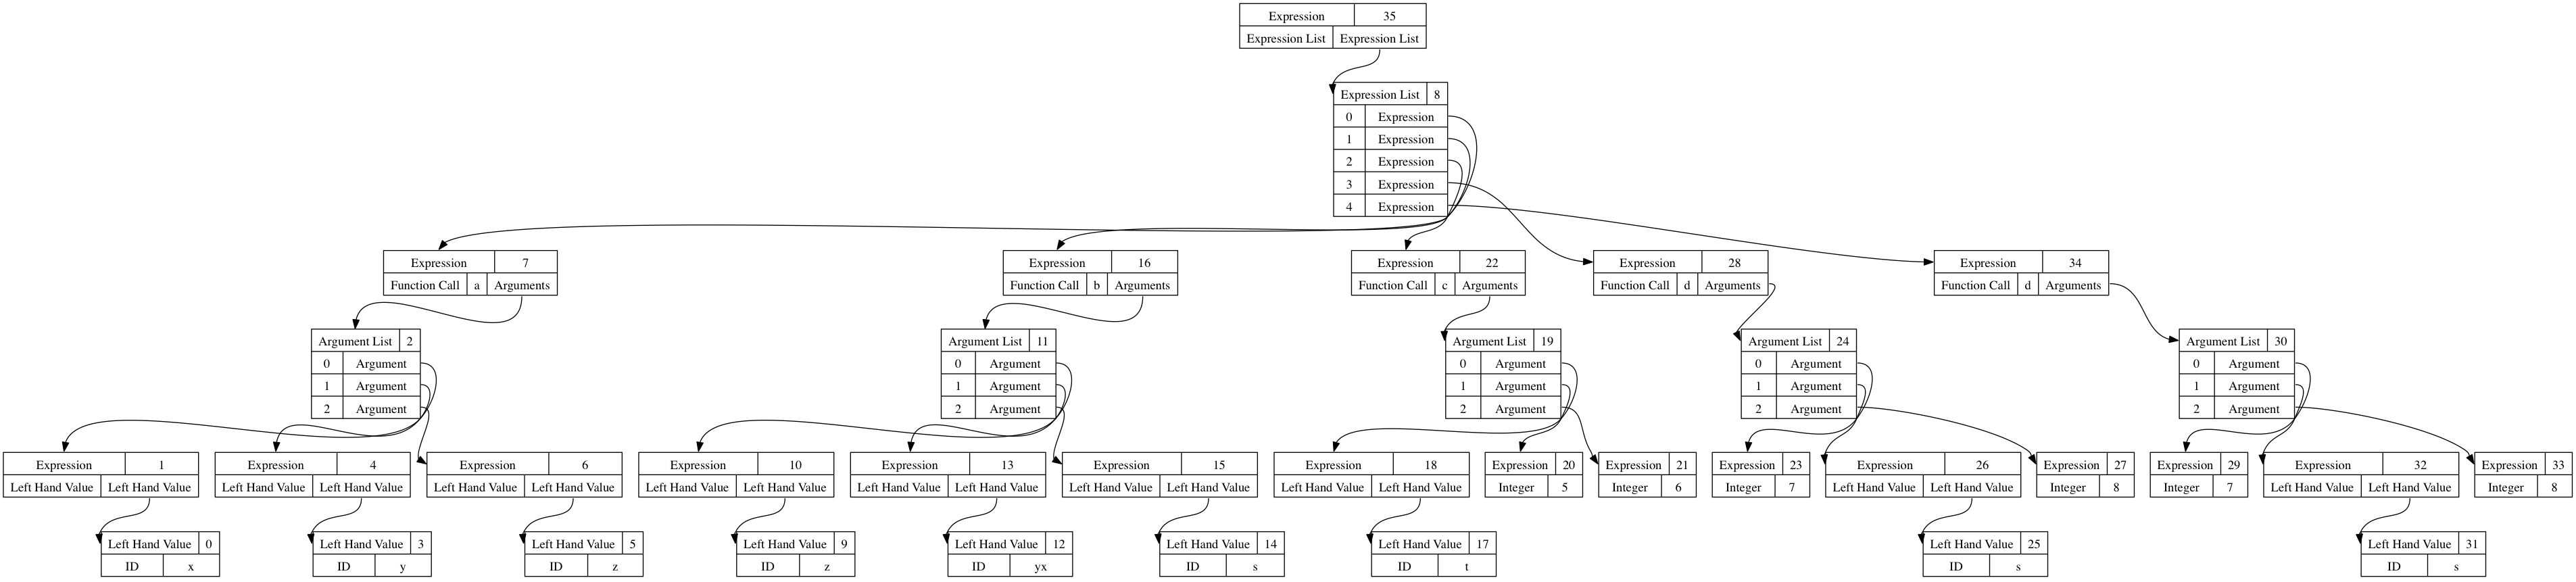 Expression 35
Expression List Expression List
Expression List 8
0 Expression
1 Expression
2 Expression
3 Expression
4 Expression
Expression 7
Function Call a Arguments
Expression 16
Function Call b Arguments
Expression 22
Function Call c Arguments
Expression 28
Function Call d Arguments
Expression 34
Function Call d Arguments
Argument List 2
0 Argument
1 Argument
2 Argument
Argument List 11
0 Argument
1 Argument
2 Argument
Argument List 19
0 Argument
1 Argument
2 Argument
Argument List 24
0 Argument
1 Argument
2 Argument
Argument List 30
0 Argument
1 Argument
2 Argument
Expression 1
Left Hand Value Left Hand Value
Expression 4
Left Hand Value Left Hand Value
Expression 6
Left Hand Value Left Hand Value
Expression 10
Left Hand Value Left Hand Value
Expression 13
Left Hand Value Left Hand Value
Expression 15
Left Hand Value Left Hand Value
Expression 18
Left Hand Value Left Hand Value
Expression 20
Integer 5
Expression 21
Integer 6
Expression 23
Integer 7
Expression 26
Left Hand Value Left Hand Value
Expression 27
Integer 8
Expression 29
Integer 7
Expression 32
Left Hand Value Left Hand Value
Expression 33
Integer 8
Left Hand Value 0
ID x
Left Hand Value 3
ID y
Left Hand Value 5
ID z
Left Hand Value 9
ID z
Left Hand Value 12
ID yx
Left Hand Value 14
ID s
Left Hand Value 17
ID t
Left Hand Value 25
ID s
Left Hand Value 31
ID s